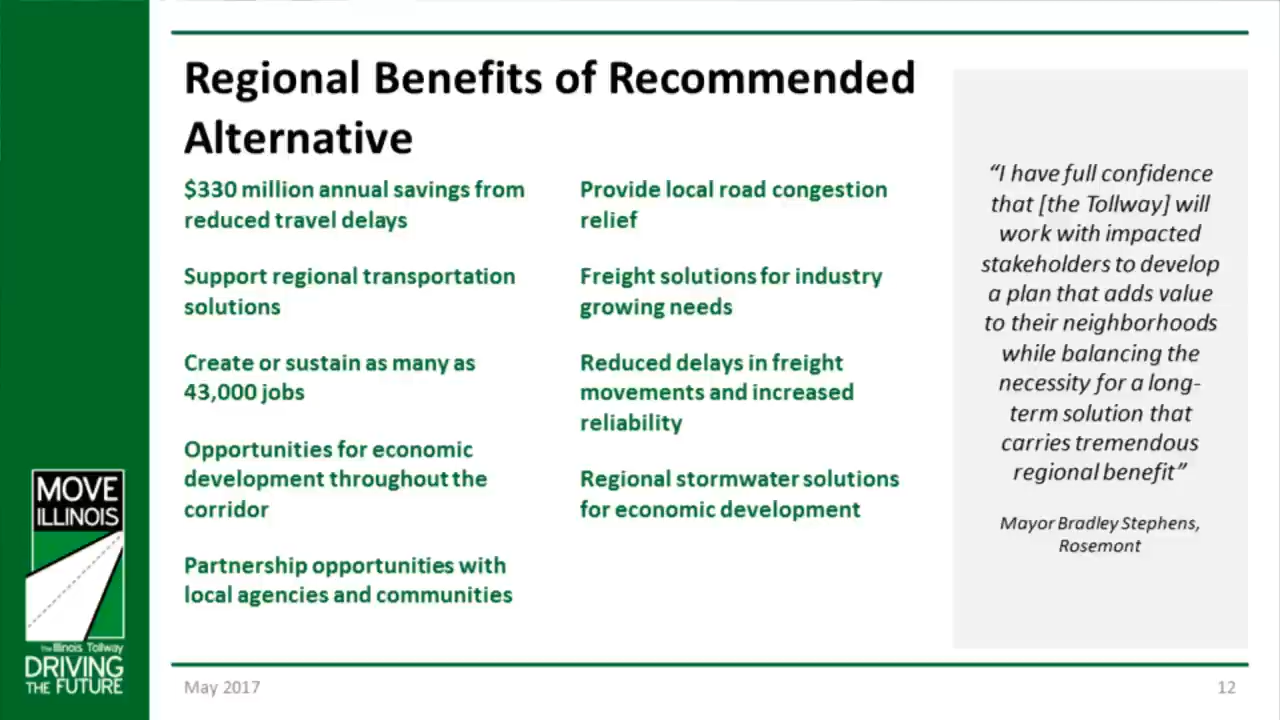 Regional Benefits of Recommended
Alternative
$330 million annual savings from
reduced travel delays
Support regional transportation
solutions
Create or sustain as many as
43,000 jobs
Opportunities for economic
development throughout the
corridor
Partnership opportunities with
local agencies and communities
Provide local road congestion
relief
Freight solutions for industry
growing needs
Reduced delays in freight
movements and increased
reliability
Regional stormwater solutions
for economic development
“I have full confidence
that [the Tollway] will
work with impacted
stakeholders to develop
a plan that adds value
to their neighborhoods
while balancing the
necessity for a long-
term solution that
carries tremendous
regional benefit”
Mayor Bradley Stephens,
Rosemont
MOVE
ILLINOIS
The Illinois Tollway
DRIVING
THE FUTURE
May 2017
12